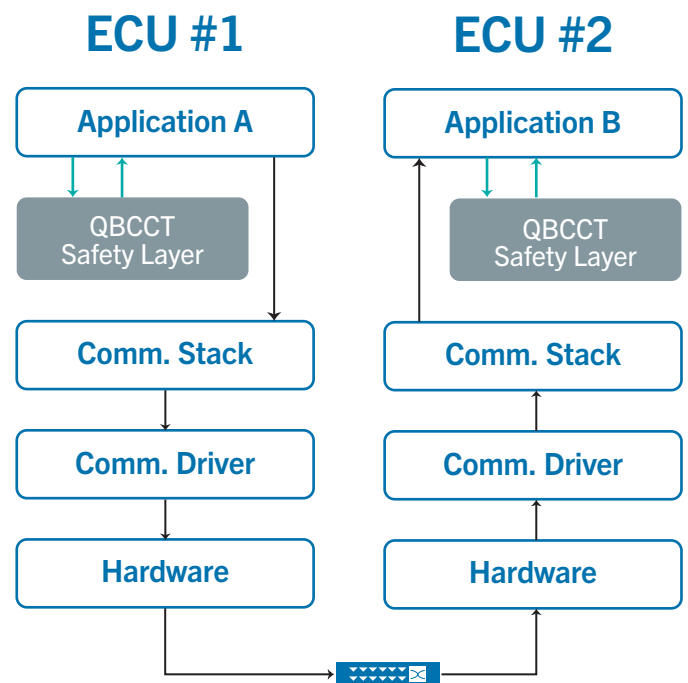 ECU #1
Application A
QBCCT
Safety Layer
Comm. Stack
Comm. Driver
Hardware
ECU #2
Application B
QBCCT
Safety Layer
Comm. Stack
Comm. Driver
Hardware